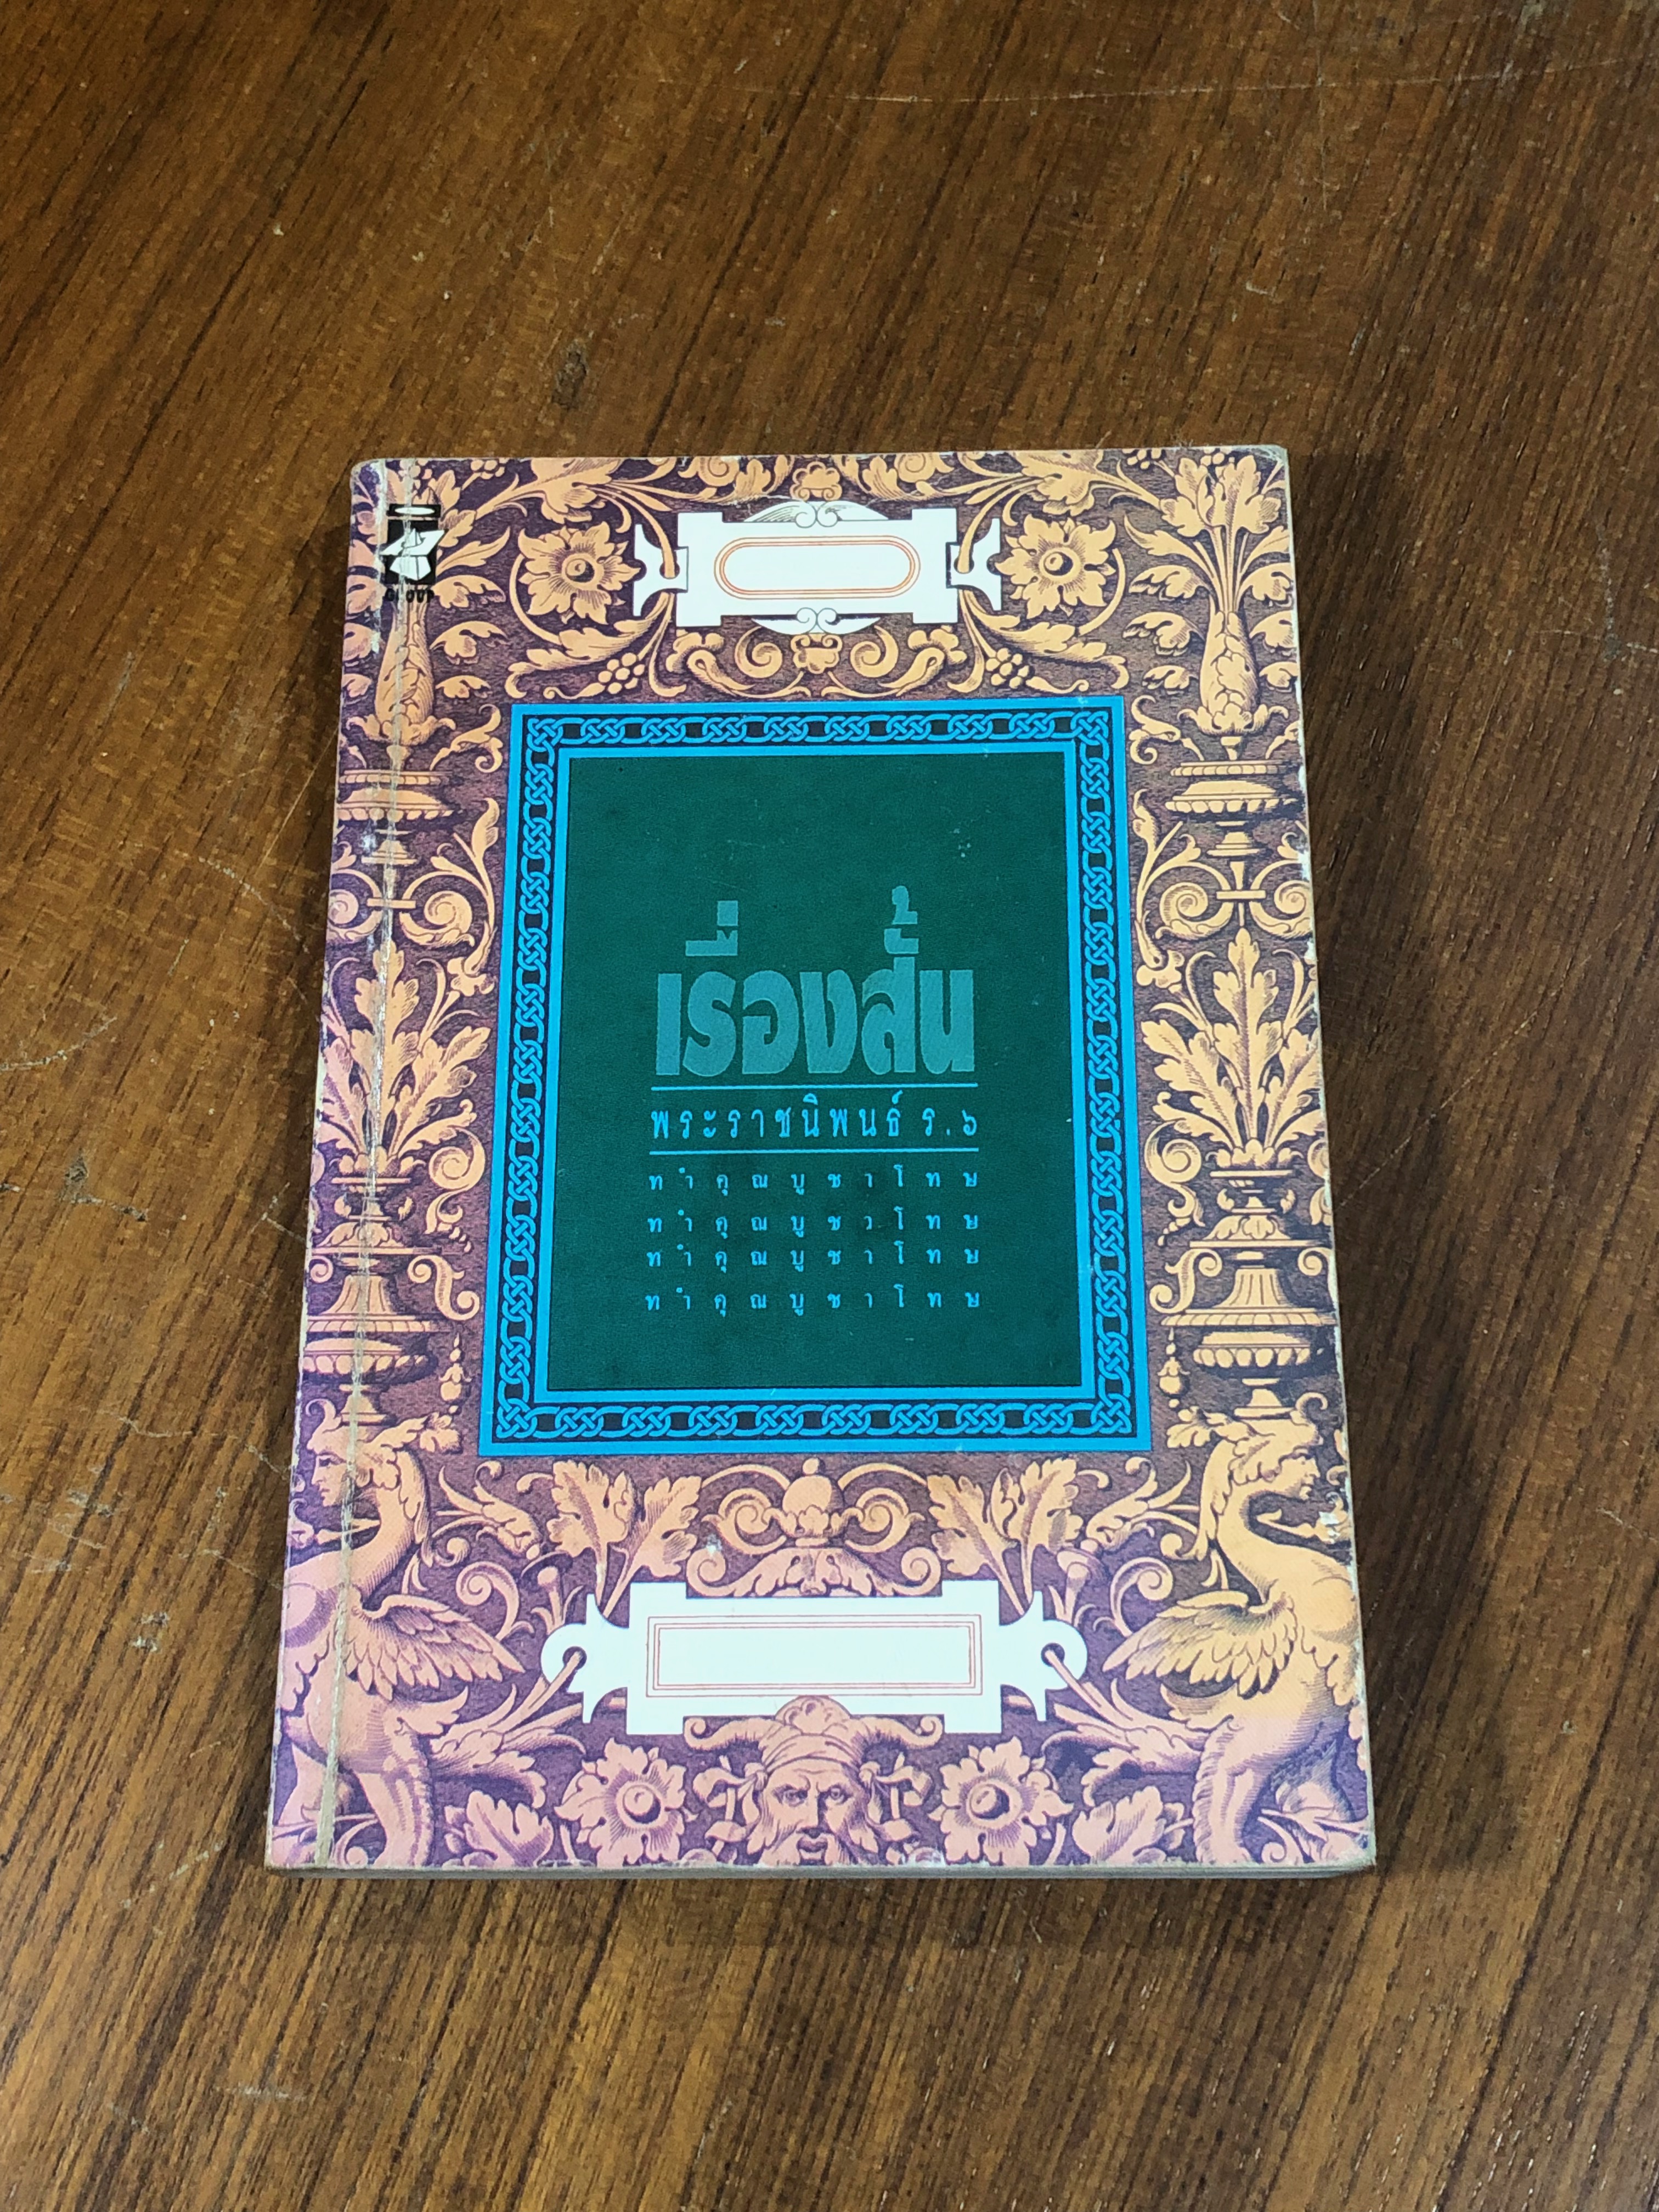 GROUP
เรื่องสั้น
พระราชนิพนธ์ ร.๖
ทำคุณบูชาโทษ
ทำคุณบูชาโทษ
ทำคุณบูชาโทษ
ทำคุณบูชาโทษ